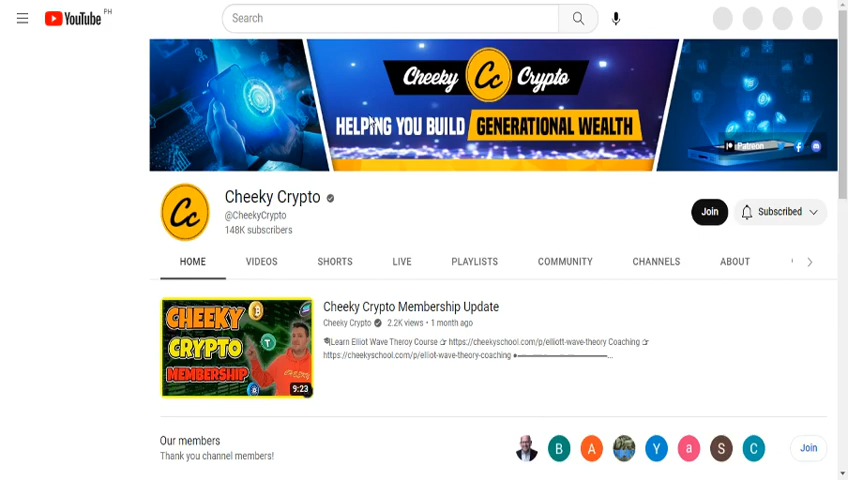 YouTube PH
Search
Cheeky Cc Crypto
HELPING YOU BUILD GENERATIONAL WEALTH
Patreon
Cc
Cheeky Crypto
@CheekyCrypto
148K subscribers
Join
Subscribed
HOME VIDEOS SHORTS LIVE PLAYLISTS COMMUNITY CHANNELS ABOUT
CHEEKY
CRYPTO
MEMBERSHIP
9:23
Cheeky Crypto Membership Update
Cheeky Crypto 2.2K views • 1 month ago
Learn Elliot Wave Theroy Course https://cheekyschool.com/p/elliott-wave-theory Coaching
https://cheekyschool.com/p/elliot-wave-theory-coaching ●▬▬▬▬▬▬▬▬▬▬...
Our members
Thank you channel members!
B A Y a S C
Join